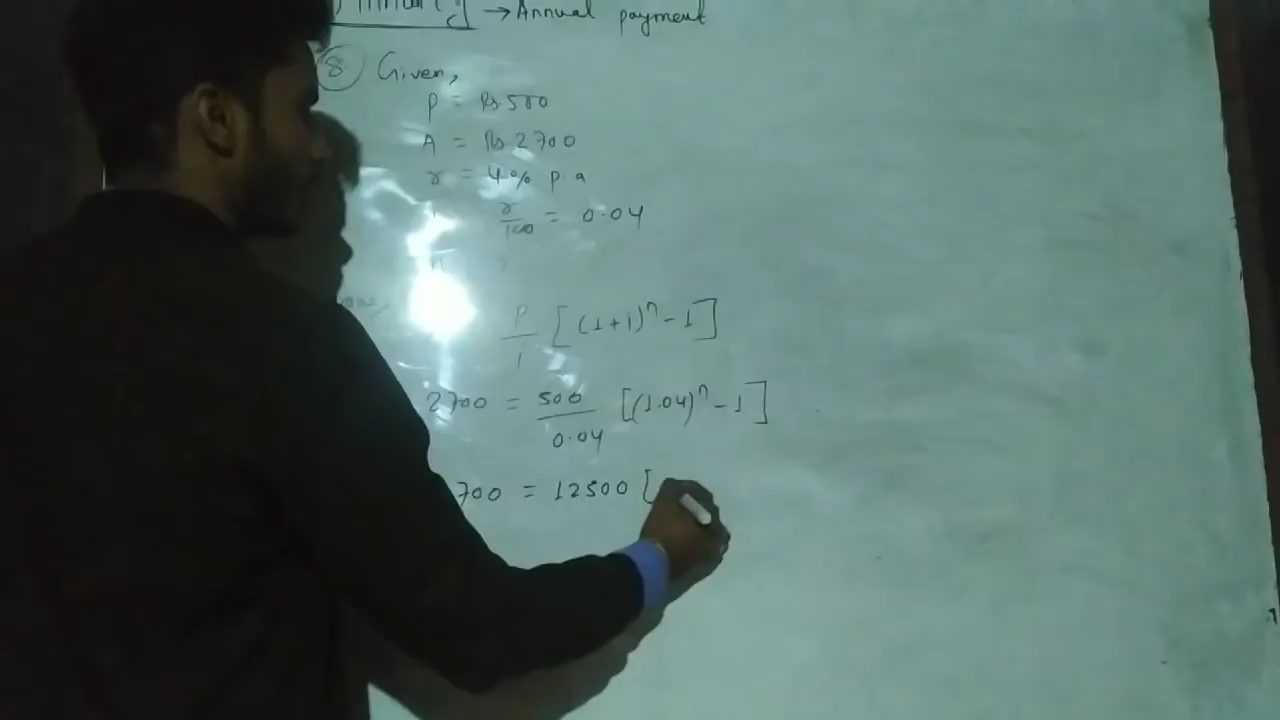 → Annual payment
8 Given,
P = Rs.500
A = Rs 2700
r = 4% p.a
r/100 = 0.04
P/i [(1+i)^n - 1]
2700 = 500/0.04 [(1.04)^n - 1]
700 = 12500 [